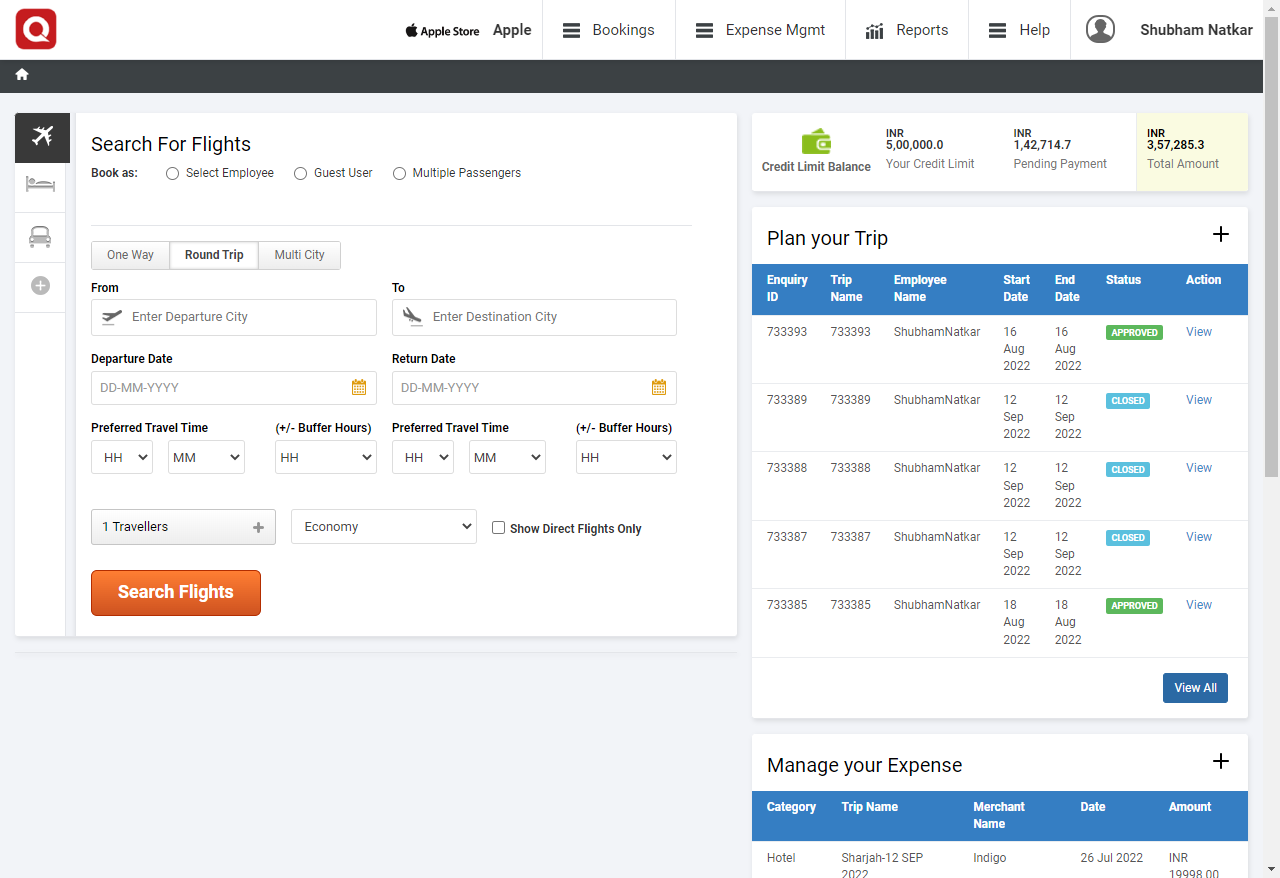 Q
Apple Store Apple Bookings Expense Mgmt Reports Help Shubham Natkar
Search For Flights
Book as: Select Employee Guest User Multiple Passengers
One Way Round Trip Multi City
From To
Enter Departure City Enter Destination City
Departure Date Return Date
DD-MM-YYYY DD-MM-YYYY
Preferred Travel Time (+/- Buffer Hours) Preferred Travel Time (+/- Buffer Hours)
HH MM HH HH MM HH
1 Travellers Economy Show Direct Flights Only
Search Flights
Credit Limit Balance
INR
5,00,000.0
Your Credit Limit
INR
1,42,714.7
Pending Payment
INR
3,57,285.3
Total Amount
Plan your Trip
Enquiry ID Trip Name Employee Name Start Date End Date Status Action
733393 733393 ShubhamNatkar 16 Aug 2022 16 Aug 2022 APPROVED View
733389 733389 ShubhamNatkar 12 Sep 2022 12 Sep 2022 CLOSED View
733388 733388 ShubhamNatkar 12 Sep 2022 12 Sep 2022 CLOSED View
733387 733387 ShubhamNatkar 12 Sep 2022 12 Sep 2022 CLOSED View
733385 733385 ShubhamNatkar 18 Aug 2022 18 Aug 2022 APPROVED View
View All
Manage your Expense
Category Trip Name Merchant Name Date Amount
Hotel Sharjah-12 SEP 2022 Indigo 26 Jul 2022 INR 19998.00